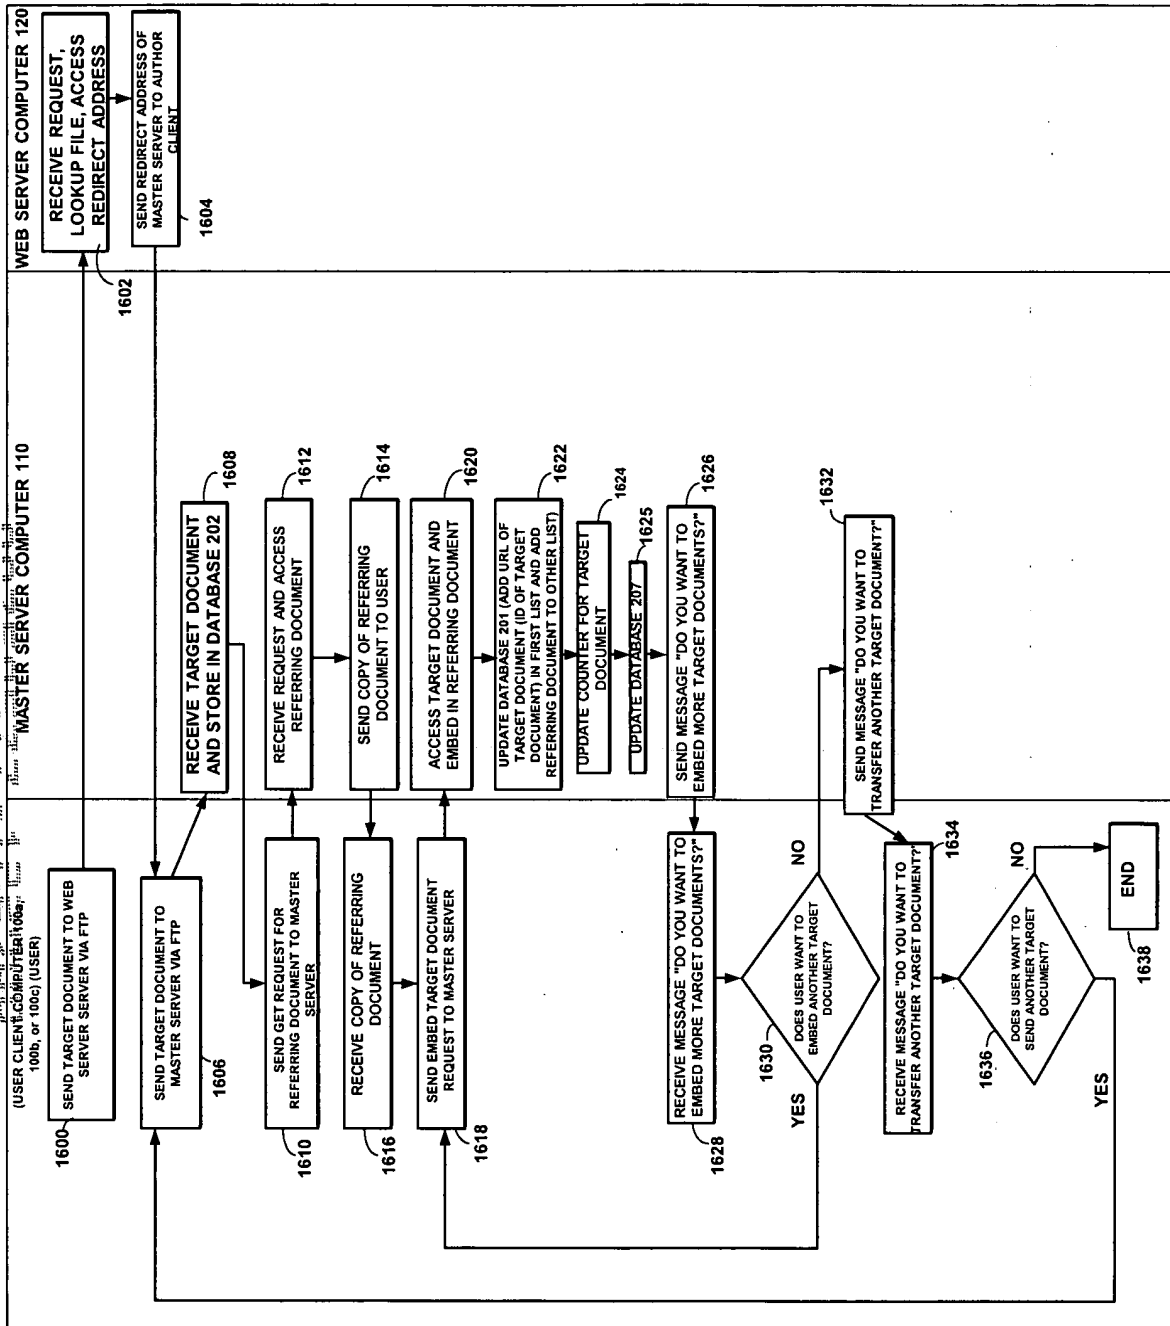 (USER CLIENT COMPUTER 100a,
100b, or 100c) (USER)
MASTER SERVER COMPUTER 110
WEB SERVER COMPUTER 120
SEND TARGET DOCUMENT TO WEB
SERVER SERVER VIA FTP
1600
RECEIVE REQUEST,
LOOKUP FILE, ACCESS
REDIRECT ADDRESS
1602
SEND REDIRECT ADDRESS OF
MASTER SERVER TO AUTHOR
CLIENT
1604
SEND TARGET DOCUMENT TO
MASTER SERVER VIA FTP
1606
RECEIVE TARGET DOCUMENT
AND STORE IN DATABASE 202
1608
SEND GET REQUEST FOR
REFERRING DOCUMENT TO MASTER
SERVER
1610
RECEIVE REQUEST AND ACCESS
REFERRING DOCUMENT
1612
SEND COPY OF REFERRING
DOCUMENT TO USER
1614
RECEIVE COPY OF REFERRING
DOCUMENT
1616
SEND EMBED TARGET DOCUMENT
REQUEST TO MASTER SERVER
1618
ACCESS TARGET DOCUMENT AND
EMBED IN REFERRING DOCUMENT
1620
UPDATE DATABASE 201 (ADD URL OF
TARGET DOCUMENT (ID OF TARGET
DOCUMENT) IN FIRST LIST AND ADD
REFERRING DOCUMENT TO OTHER LIST)
1622
UPDATE COUNTER FOR TARGET
DOCUMENT
1624
UPDATE DATABASE 207
1625
SEND MESSAGE "DO YOU WANT TO
EMBED MORE TARGET DOCUMENTS?"
1626
RECEIVE MESSAGE "DO YOU WANT TO
EMBED MORE TARGET DOCUMENTS?"
1628
DOES USER WANT TO
EMBED ANOTHER TARGET
DOCUMENT?
1630
YES
NO
SEND MESSAGE "DO YOU WANT TO
TRANSFER ANOTHER TARGET DOCUMENT?"
1632
RECEIVE MESSAGE "DO YOU WANT TO
TRANSFER ANOTHER TARGET DOCUMENT?"
1634
DOES USER WANT TO
SEND ANOTHER TARGET
DOCUMENT?
1636
YES
NO
END
1638